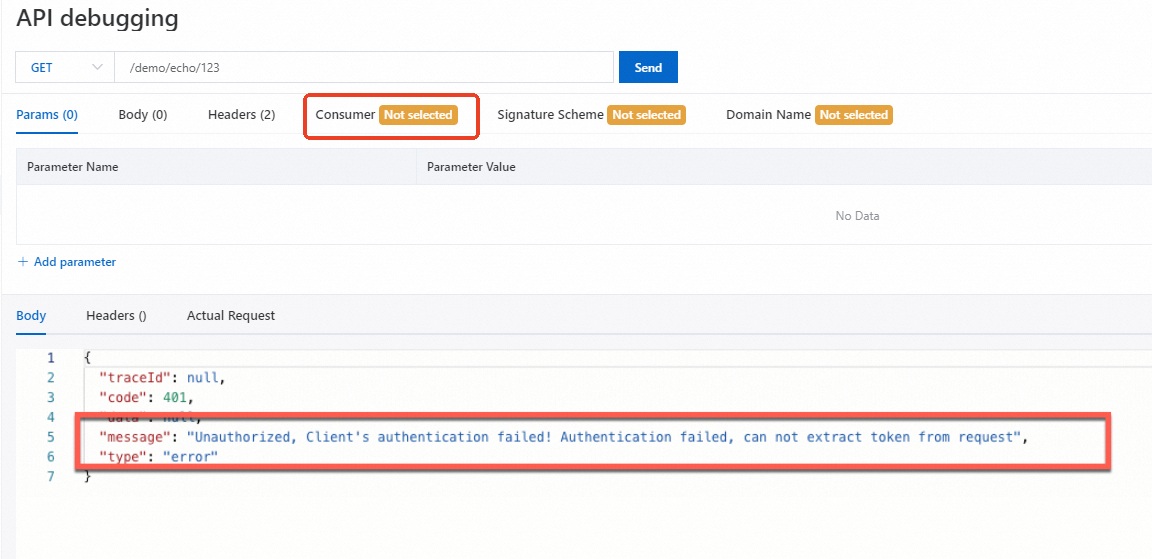 API debugging
GET /demo/echo/123 Send
Params (0) Body (0) Headers (2) Consumer Not selected Signature Scheme Not selected Domain Name Not selected
Parameter Name Parameter Value
No Data
+ Add parameter
Body Headers () Actual Request
1 {
2 "traceId": null,
3 "code": 401,
4 "data": null,
5 "message": "Unauthorized, Client's authentication failed! Authentication failed, can not extract token from request",
6 "type": "error"
7 }